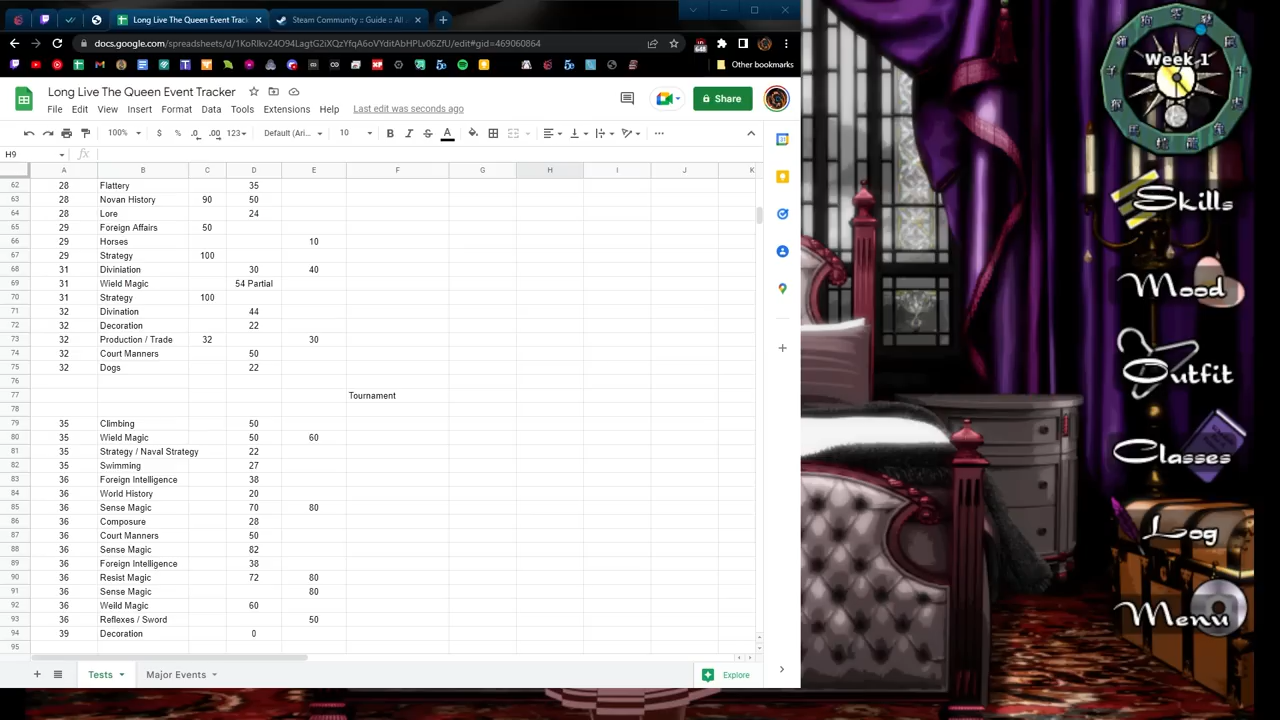 Long Live The Queen Event Track
Steam Community :: Guide :: All
docs.google.com/spreadsheets/d/1KoRlkv24O94LagtG2iXQzYfqA6oVYditAbHPLv06ZfU/edit#gid=469060864
Other bookmarks
Long Live The Queen Event Tracker
File Edit View Insert Format Data Tools Extensions Help Last edit was seconds ago
Share
100% $ % .0 .00 123 Default (Ari... 10 B I S A
H9 fx
A B C D E F G H I J K
62 28 Flattery 35
63 28 Novan History 90 50
64 28 Lore 24
65 29 Foreign Affairs 50
66 29 Horses 10
67 29 Strategy 100
68 31 Diviniation 30 40
69 31 Wield Magic 54 Partial
70 31 Strategy 100
71 32 Divination 44
72 32 Decoration 22
73 32 Production / Trade 32 30
74 32 Court Manners 50
75 32 Dogs 22
76
77 Tournament
78
79 35 Climbing 50
80 35 Wield Magic 50 60
81 35 Strategy / Naval Strategy 22
82 35 Swimming 27
83 36 Foreign Intelligence 38
84 36 World History 20
85 36 Sense Magic 70 80
86 36 Composure 28
87 36 Court Manners 50
88 36 Sense Magic 82
89 36 Foreign Intelligence 38
90 36 Resist Magic 72 80
91 36 Sense Magic 80
92 36 Weild Magic 60
93 36 Reflexes / Sword 50
94 39 Decoration 0
95
Tests Major Events
Explore
Week 1
Skills
Mood
Outfit
Classes
Log
Menu